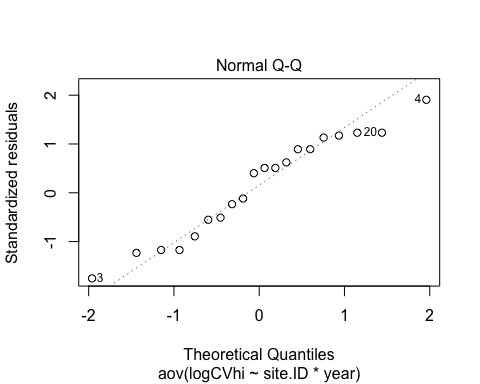 Normal Q-Q
Standardized residuals
2
1
0
-1
4
20
3
-2 -1 0 1 2
Theoretical Quantiles
aov(logCVhi ~ site.ID * year)